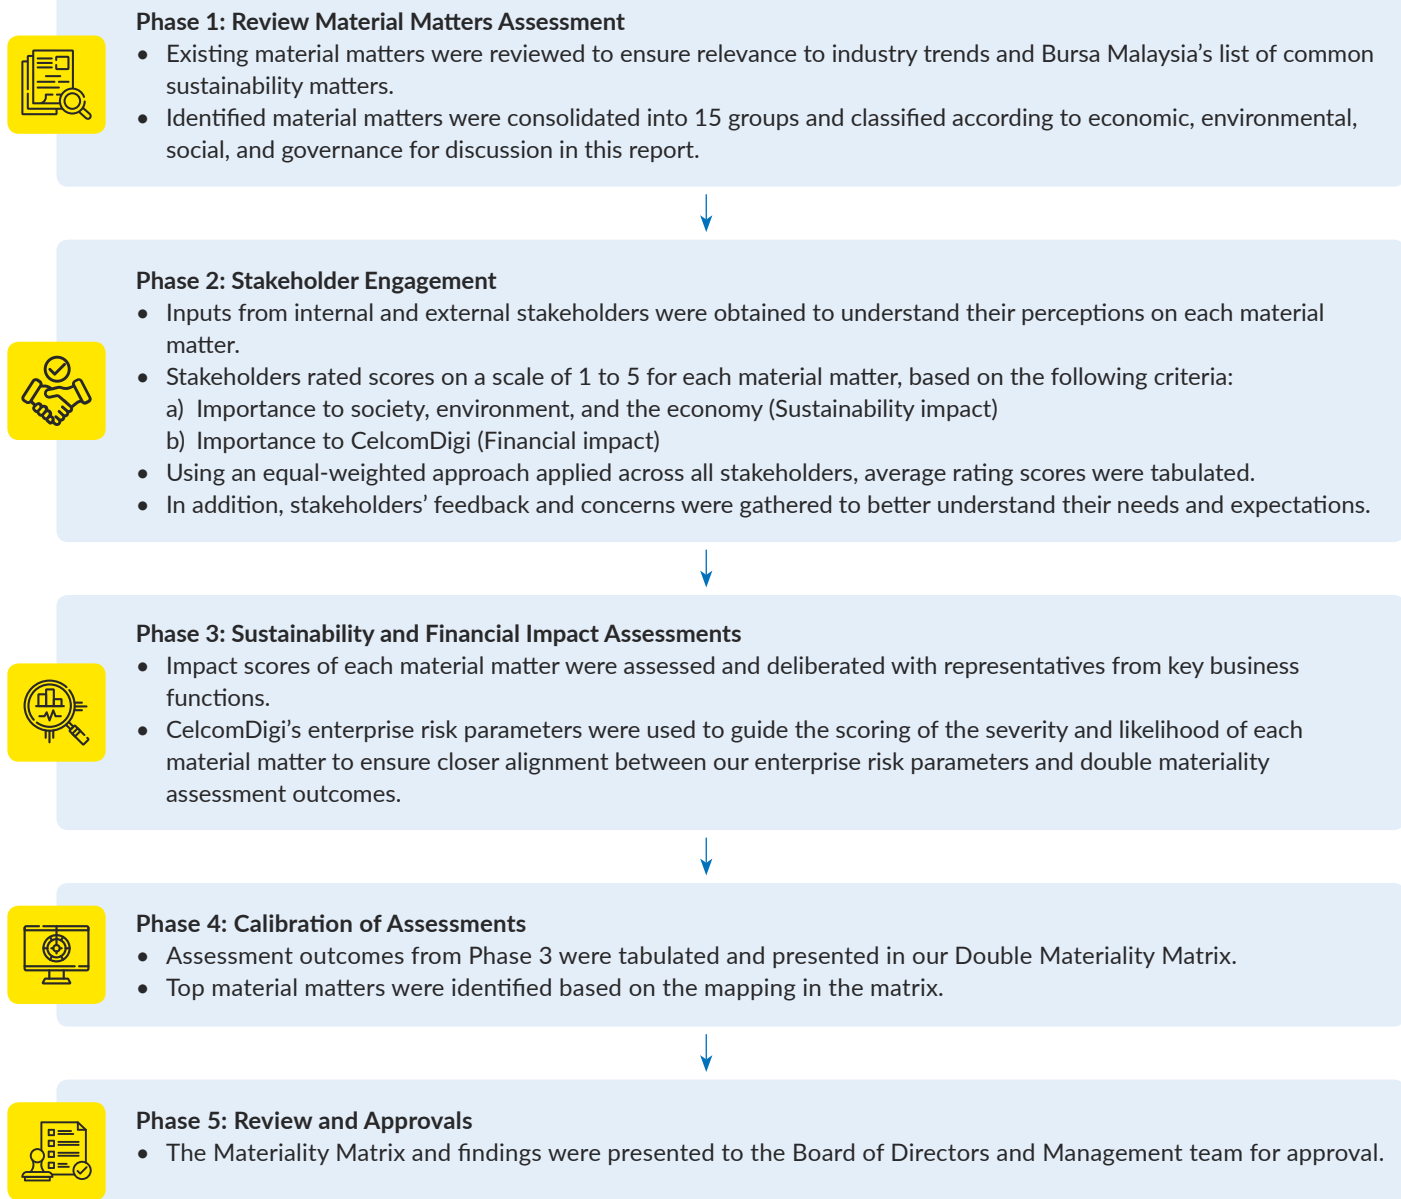 Phase 1: Review Material Matters Assessment
• Existing material matters were reviewed to ensure relevance to industry trends and Bursa Malaysia’s list of common
sustainability matters.
• Identified material matters were consolidated into 15 groups and classified according to economic, environmental,
social, and governance for discussion in this report.
Phase 2: Stakeholder Engagement
• Inputs from internal and external stakeholders were obtained to understand their perceptions on each material
matter.
• Stakeholders rated scores on a scale of 1 to 5 for each material matter, based on the following criteria:
a) Importance to society, environment, and the economy (Sustainability impact)
b) Importance to CelcomDigi (Financial impact)
• Using an equal-weighted approach applied across all stakeholders, average rating scores were tabulated.
• In addition, stakeholders’ feedback and concerns were gathered to better understand their needs and expectations.
Phase 3: Sustainability and Financial Impact Assessments
• Impact scores of each material matter were assessed and deliberated with representatives from key business
functions.
• CelcomDigi’s enterprise risk parameters were used to guide the scoring of the severity and likelihood of each
material matter to ensure closer alignment between our enterprise risk parameters and double materiality
assessment outcomes.
Phase 4: Calibration of Assessments
• Assessment outcomes from Phase 3 were tabulated and presented in our Double Materiality Matrix.
• Top material matters were identified based on the mapping in the matrix.
Phase 5: Review and Approvals
• The Materiality Matrix and findings were presented to the Board of Directors and Management team for approval.